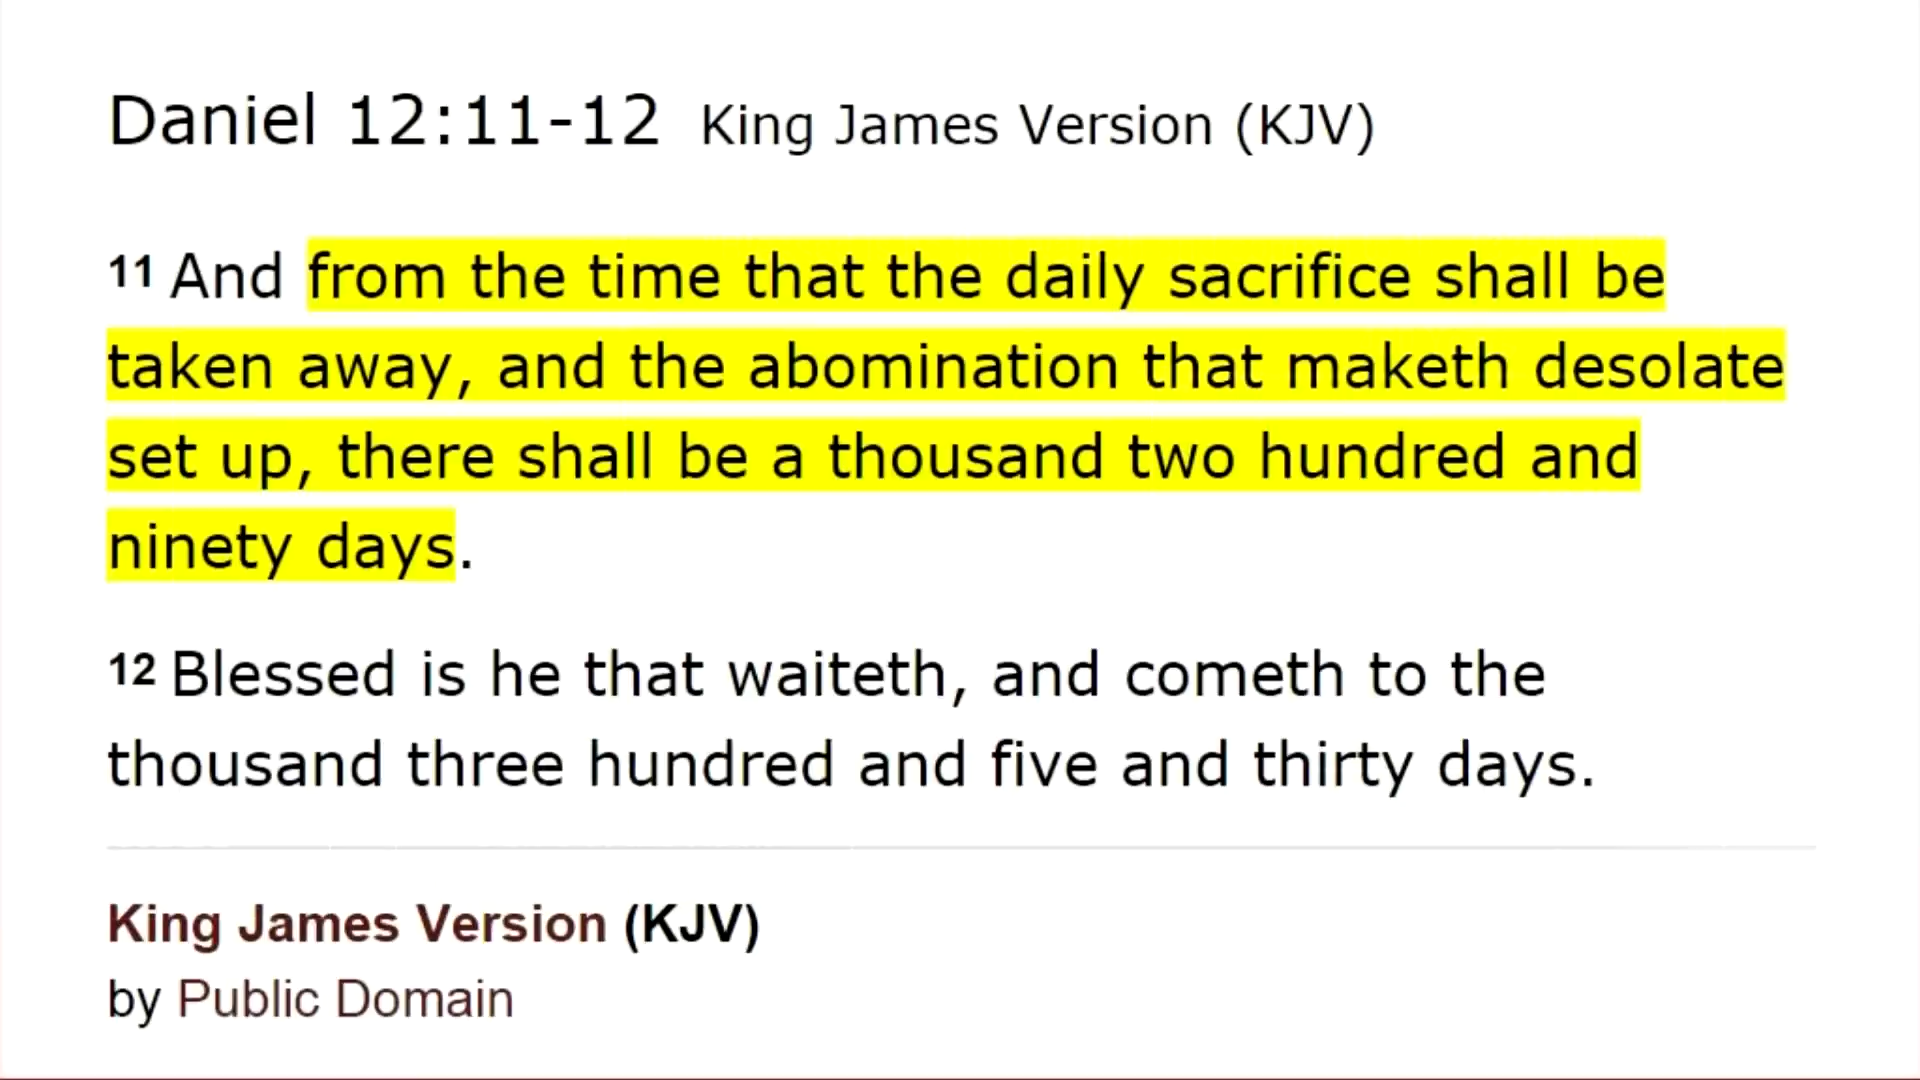 Daniel 12:11-12 King James Version (KJV)
11 And from the time that the daily sacrifice shall be
taken away, and the abomination that maketh desolate
set up, there shall be a thousand two hundred and
ninety days.
12 Blessed is he that waiteth, and cometh to the
thousand three hundred and five and thirty days.
King James Version (KJV)
by Public Domain